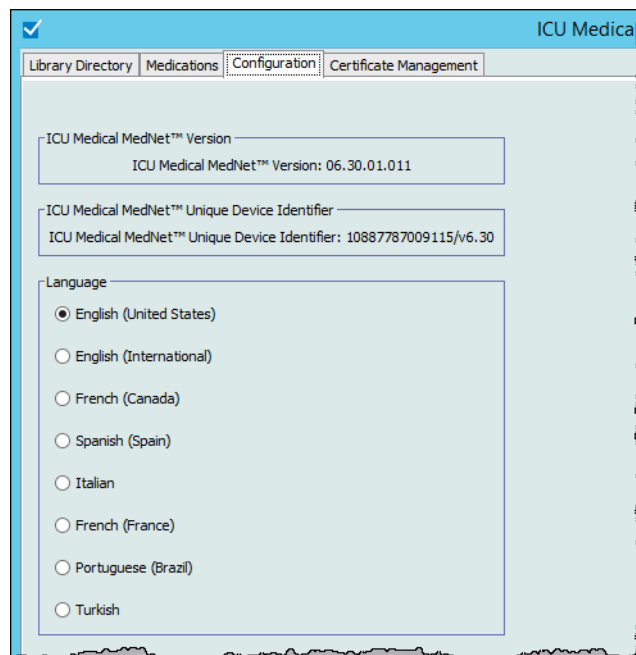 ICU Medica
Library Directory Medications Configuration Certificate Management
ICU Medical MedNet™ Version
ICU Medical MedNet™ Version: 06.30.01.011
ICU Medical MedNet™ Unique Device Identifier
ICU Medical MedNet™ Unique Device Identifier: 10887787009115/v6.30
Language
English (United States)
English (International)
French (Canada)
Spanish (Spain)
Italian
French (France)
Portuguese (Brazil)
Turkish